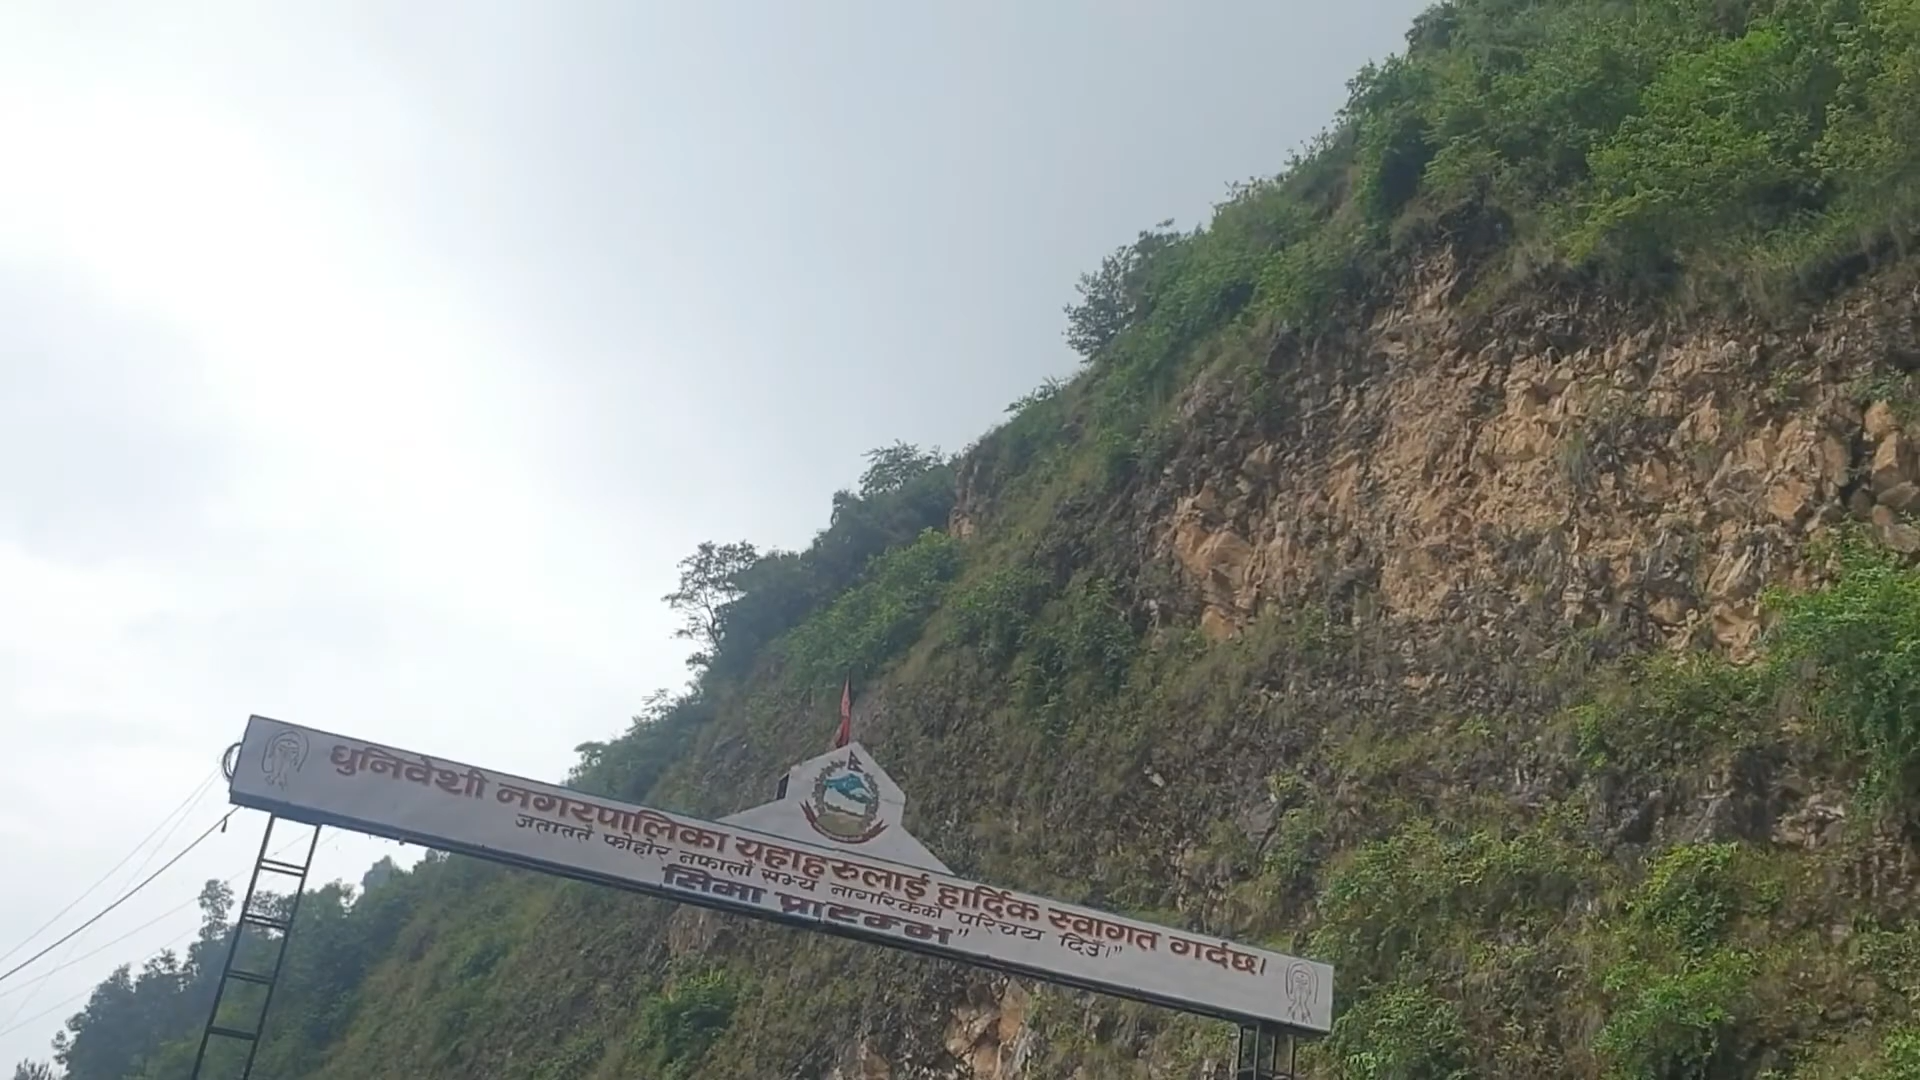 धुनिवेशी नगरपालिका यहाँहरुलाई हार्दिक स्वागत गर्दछ।
जताततै फोहोर नफालौं सभ्य नागरिकको परिचय दिउँ।"
सिमा प्रारम्भ"